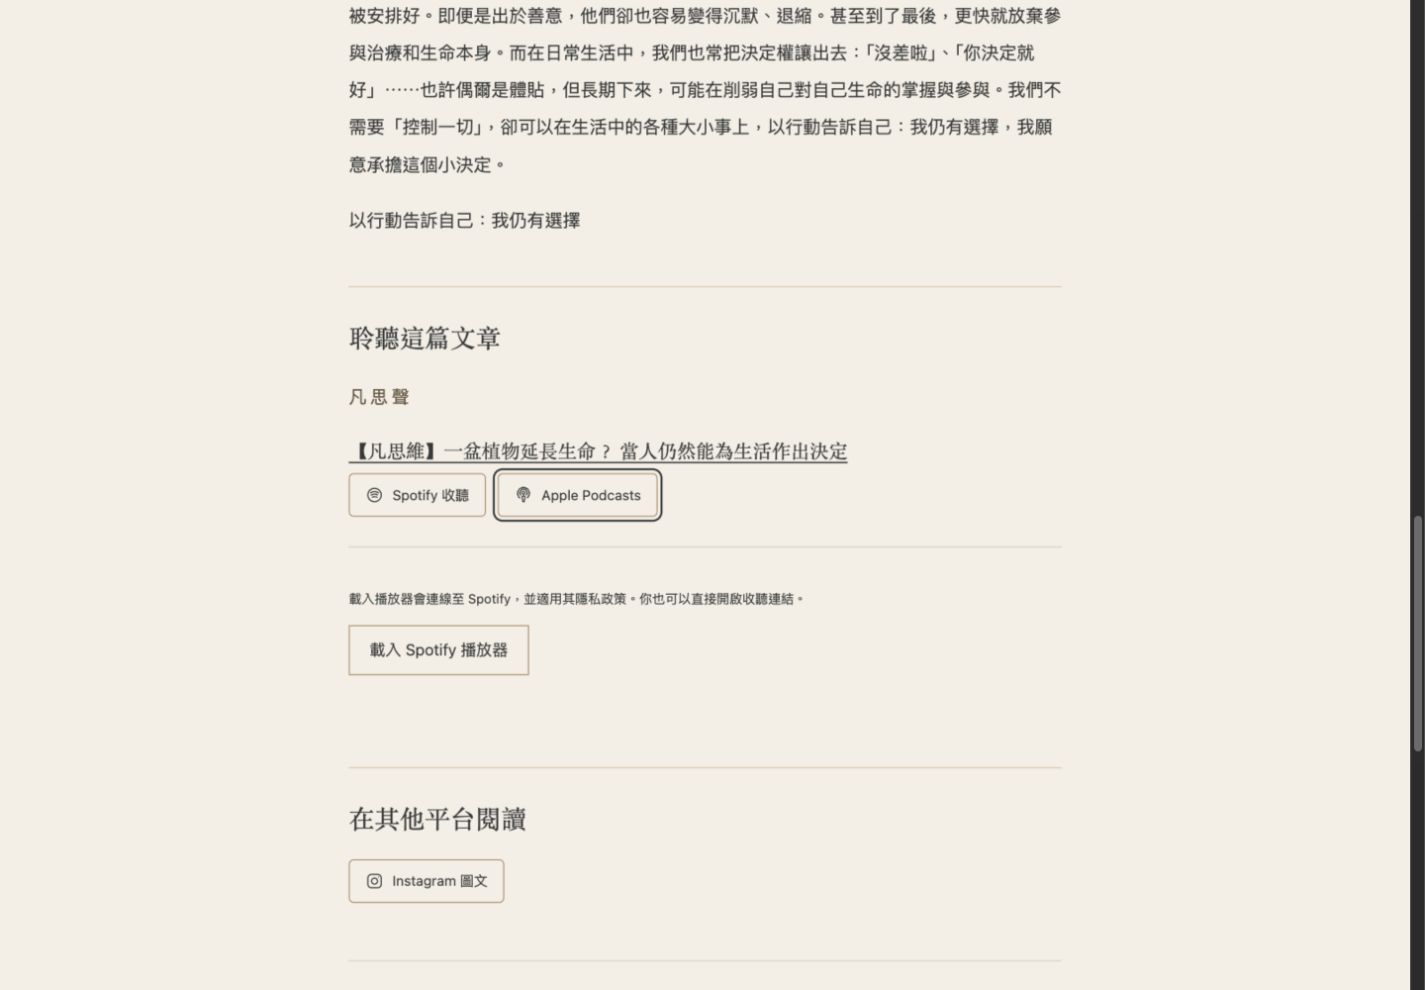 被安排好。即便是出於善意，他們卻也容易變得沉默、退縮。甚至到了最後，更快就放棄參
與治療和生命本身。而在日常生活中，我們也常把決定權讓出去：「沒差啦」、「你決定就
好」⋯⋯也許偶爾是體貼，但長期下來，可能在削弱自己對自己生命的掌握與參與。我們不
需要「控制一切」，卻可以在生活中的各種大小事上，以行動告訴自己：我仍有選擇，我願
意承擔這個小決定。
以行動告訴自己：我仍有選擇
聆聽這篇文章
凡思聲
【凡思維】一盆植物延長生命？ 當人仍然能為生活作出決定
Spotify 收聽
Apple Podcasts
載入播放器會連線至 Spotify，並適用其隱私政策。你也可以直接開啟收聽連結。
載入 Spotify 播放器
在其他平台閱讀
Instagram 圖文